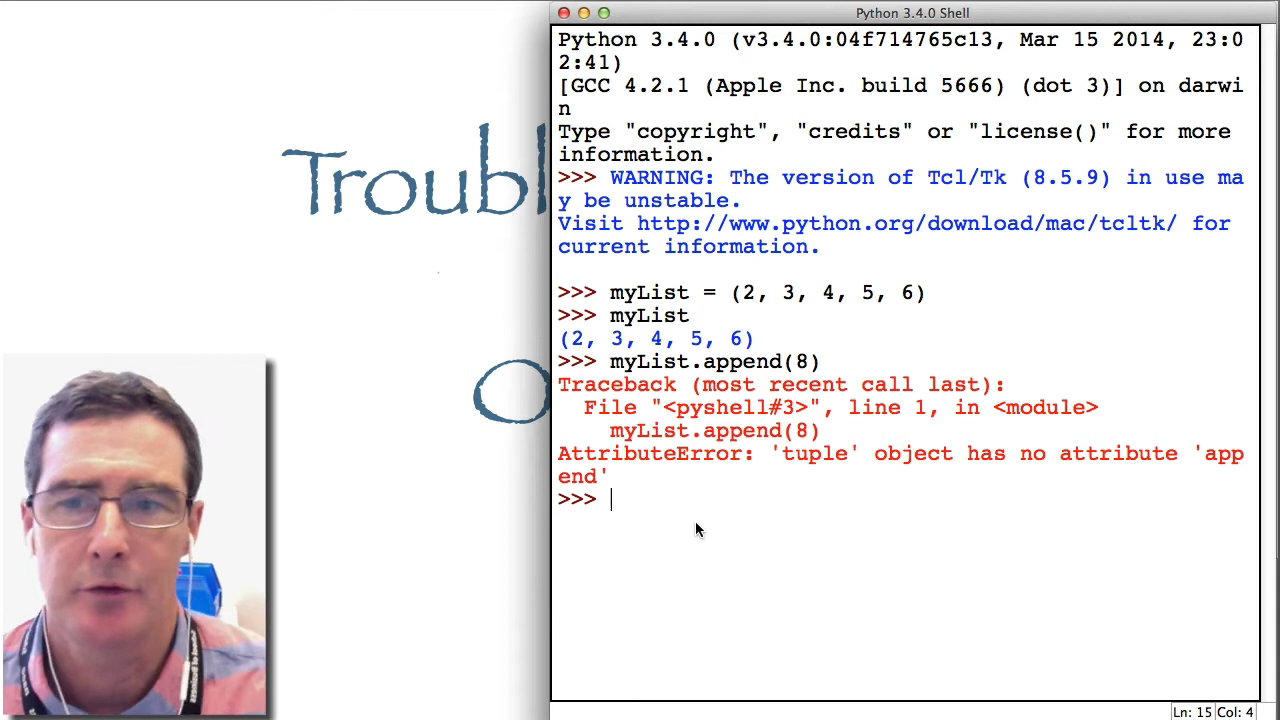 Python 3.4.0 Shell
Python 3.4.0 (v3.4.0:04f714765c13, Mar 15 2014, 23:0
2:41)
[GCC 4.2.1 (Apple Inc. build 5666) (dot 3)] on darwi
n
Type "copyright", "credits" or "license()" for more
information.
>>> WARNING: The version of Tcl/Tk (8.5.9) in use ma
y be unstable.
Visit http://www.python.org/download/mac/tcltk/ for
current information.
>>> myList = (2, 3, 4, 5, 6)
>>> myList
(2, 3, 4, 5, 6)
>>> myList.append(8)
Traceback (most recent call last):
  File "<pyshell#3>", line 1, in <module>
    myList.append(8)
AttributeError: 'tuple' object has no attribute 'app
end'
>>>
Ln: 15 Col: 4
Troubl
O